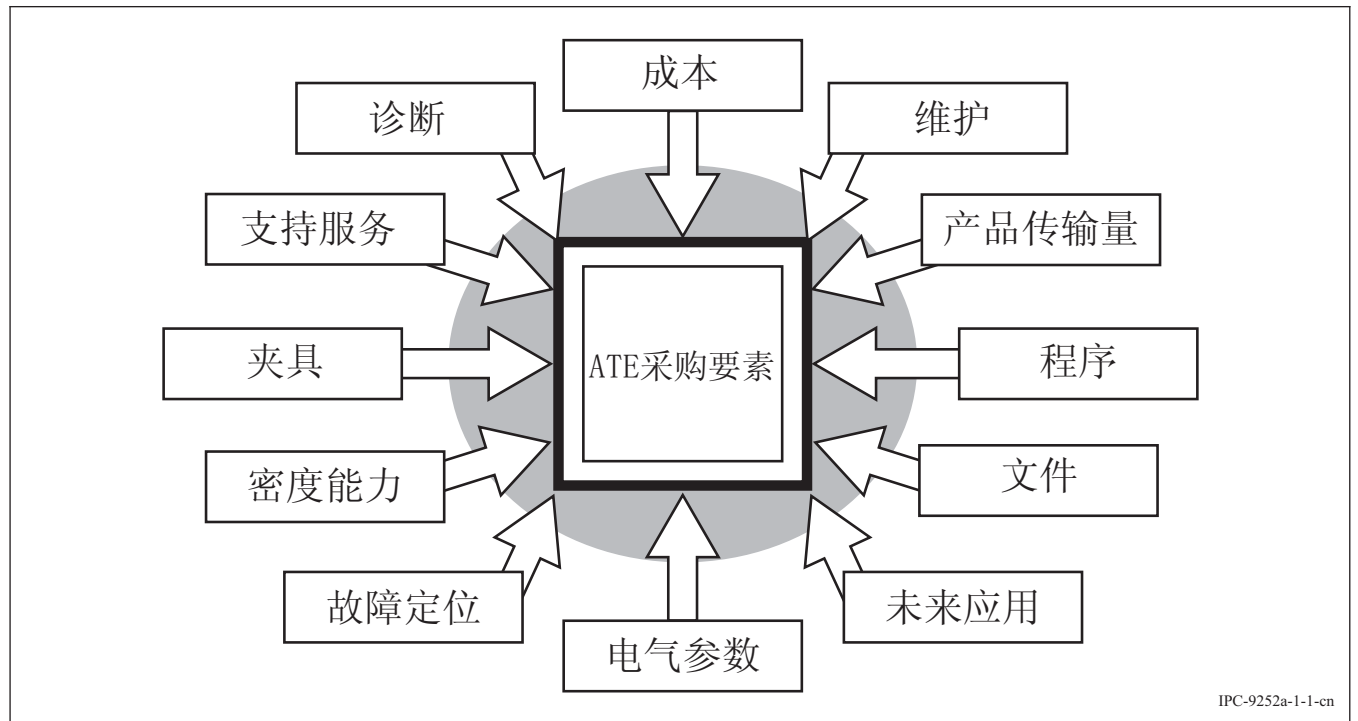 成本
诊断
维护
支持服务
产品传输量
夹具
ATE采购要素
程序
密度能力
文件
故障定位
未来应用
电气参数
IPC-9252a-1-1-cn